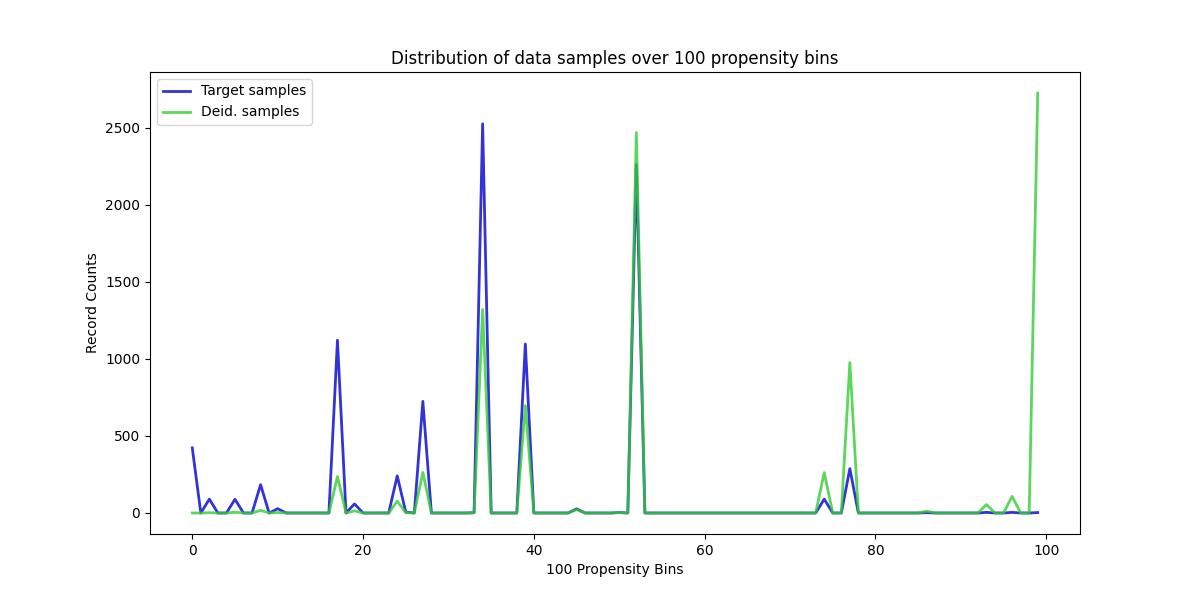 Distribution of data samples over 100 propensity bins
Target samples
Deid. samples
Record Counts
2500
2000
1500
1000
500
0
0 20 40 60 80 100
100 Propensity Bins